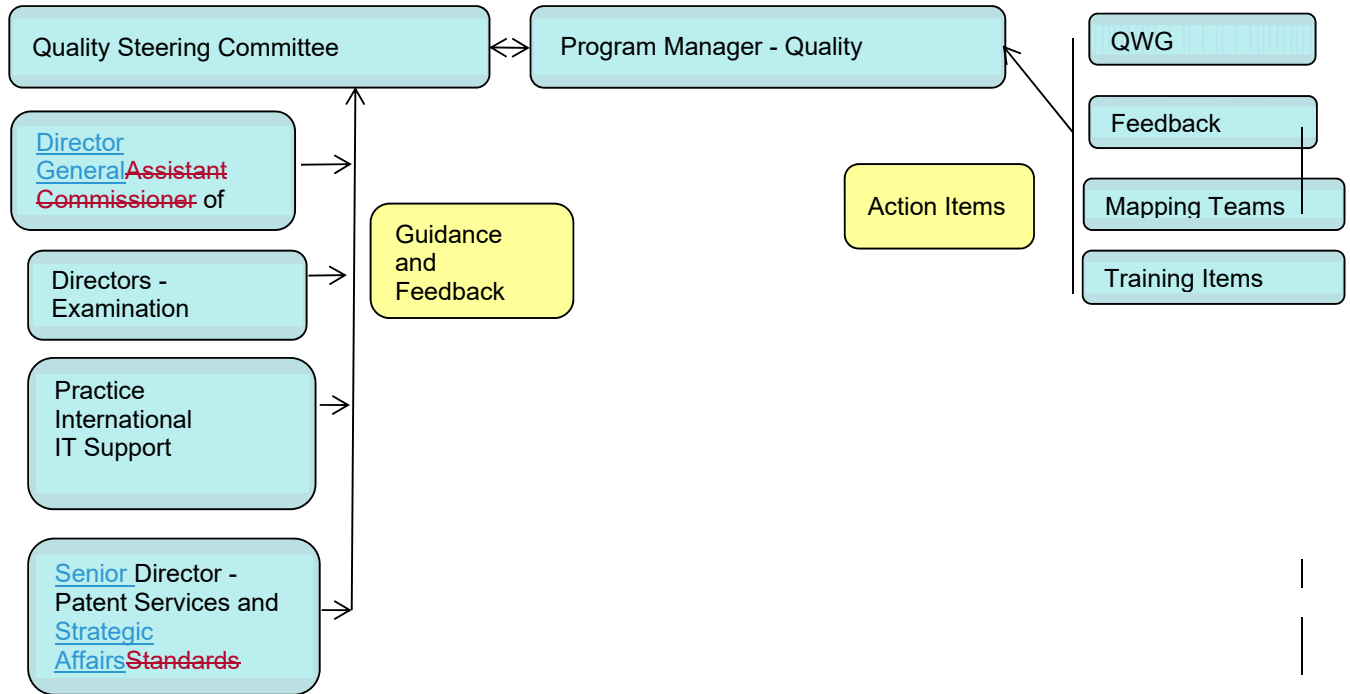 Quality Steering Committee
Program Manager - Quality
QWG
Feedback
Mapping Teams
Training Items
Action Items
Director
GeneralAssistant
Commissioner of
Guidance
and
Feedback
Directors -
Examination
Practice
International
IT Support
Senior Director -
Patent Services and
Strategic
AffairsStandards